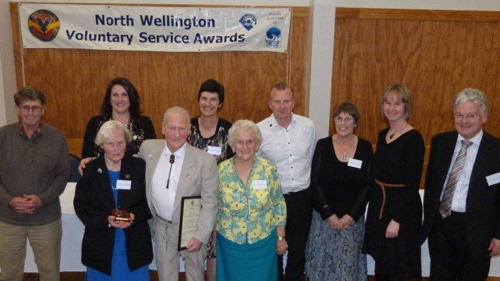 North Wellington
Voluntary Service Awards